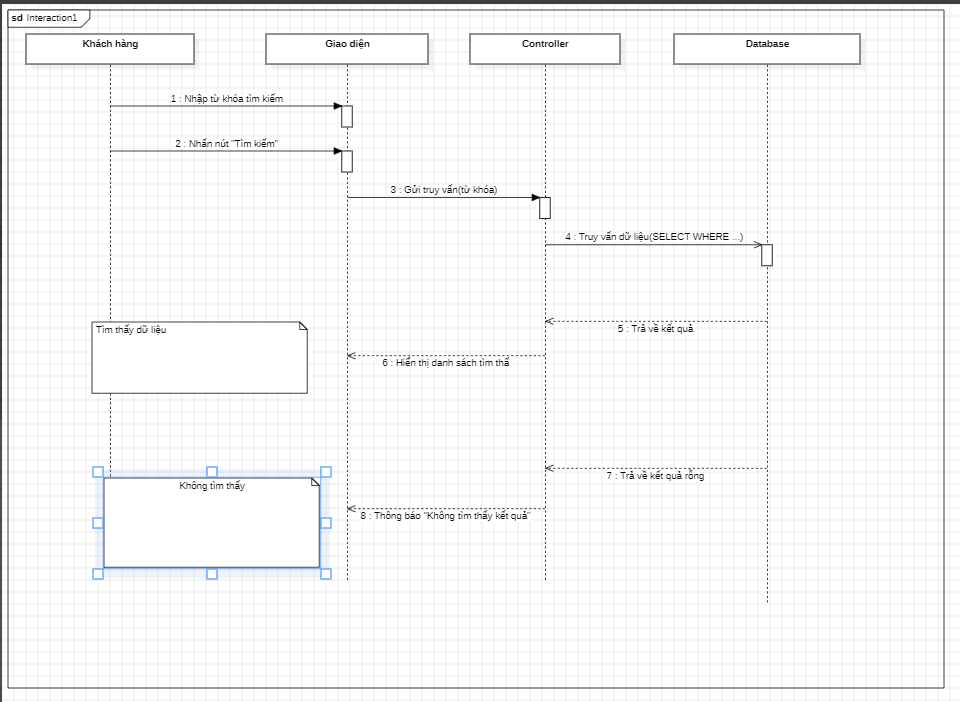 sd Interaction1
Khách hàng
Giao diện
Controller
Database
1 : Nhập từ khóa tìm kiếm
2 : Nhấn nút "Tìm kiếm"
3 : Gửi truy vấn(từ khóa)
4 : Truy vấn dữ liệu(SELECT WHERE ...)
5 : Trả về kết quả
Tìm thấy dữ liệu
6 : Hiển thị danh sách tìm thấ
7 : Trả về kết quả rỗng
Không tìm thấy
8 : Thông báo "Không tìm thấy kết quả"